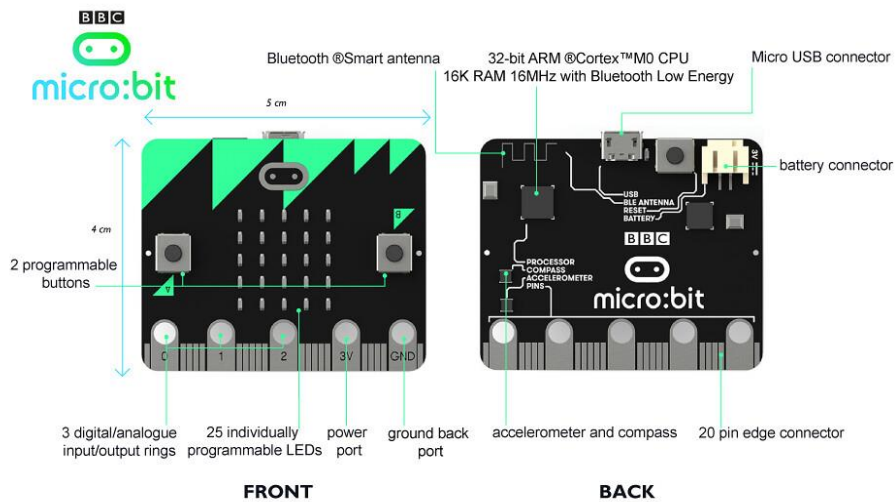 BBC
micro:bit
Bluetooth ®Smart antenna
32-bit ARM ®Cortex™M0 CPU
16K RAM 16MHz with Bluetooth Low Energy
Micro USB connector
5 cm
battery connector
3V
4 cm
B
USB
BLE ANTENNA
RESET
BATTERY
BBC
2 programmable
buttons
A
PROCESSOR
COMPASS
ACCELEROMETER
PINS
micro:bit
0
1
2
3V
GND
3 digital/analogue
input/output rings
25 individually
programmable LEDs
power
port
ground back
port
accelerometer and compass
20 pin edge connector
FRONT
BACK